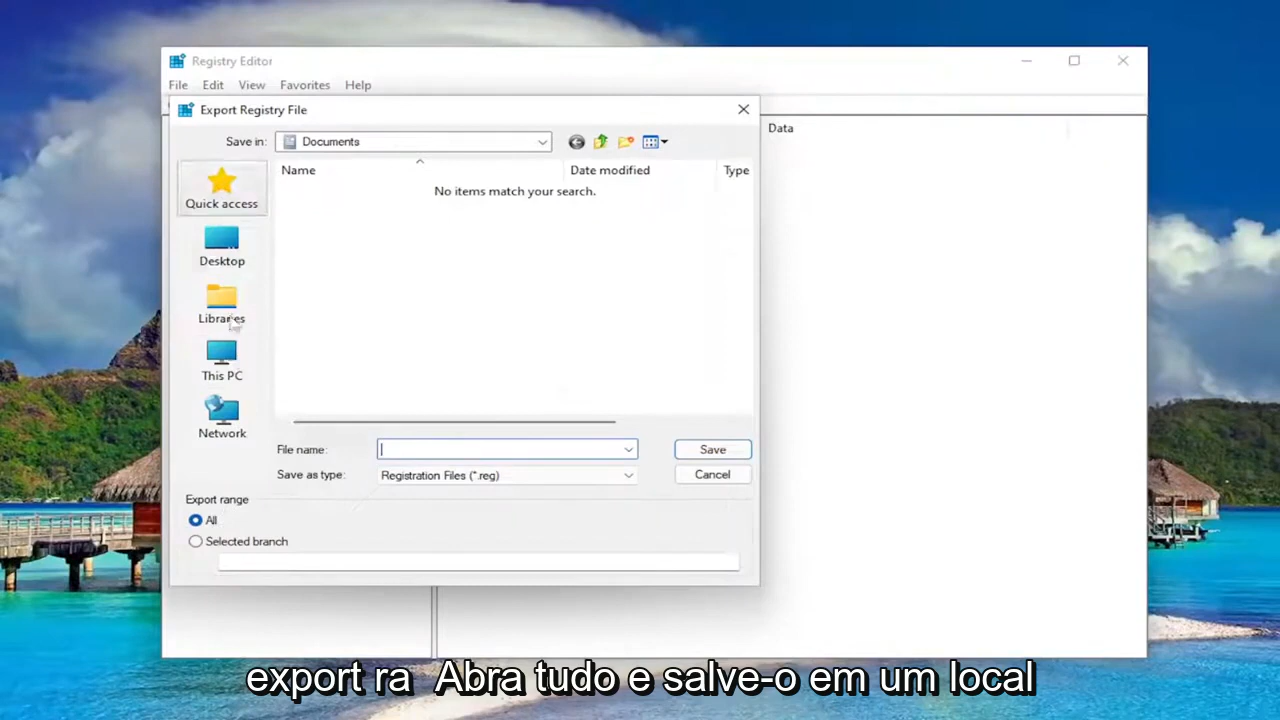 Registry Editor
File Edit View Favorites Help
Export Registry File
Save in: Documents
Data
Name Date modified Type
No items match your search.
Quick access
Desktop
Libraries
This PC
Network
File name:
Save
Save as type: Registration Files (*.reg)
Cancel
Export range
All
Selected branch
export ra Abra tudo e salve-o em um local